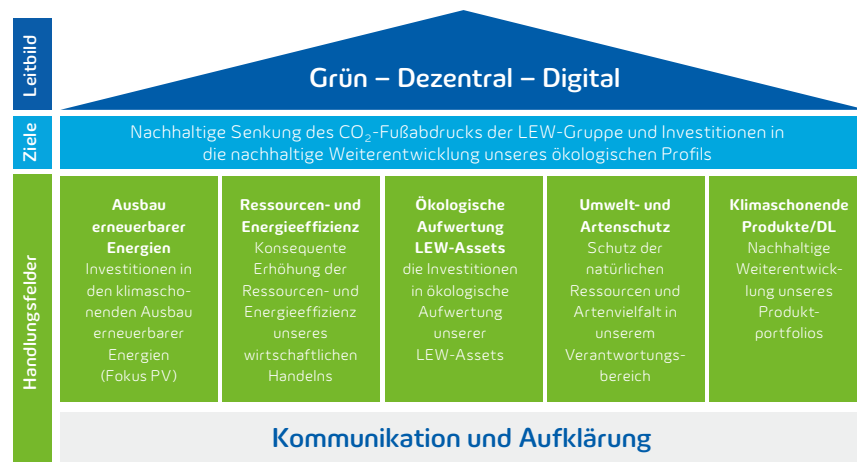 Leitbild
Grün – Dezentral – Digital
Ziele
Nachhaltige Senkung des CO₂-Fußabdrucks der LEW-Gruppe und Investitionen in
die nachhaltige Weiterentwicklung unseres ökologischen Profils
Handlungsfelder
Ausbau
erneuerbarer
Energien
Investitionen in
den klimascho-
nenden Ausbau
erneuerbarer
Energien
(Fokus PV)
Ressourcen- und
Energieeffizienz
Konsequente
Erhöhung der
Ressourcen- und
Energieeffizienz
unseres
wirtschaftlichen
Handelns
Ökologische
Aufwertung
LEW-Assets
die Investitionen
in ökologische
Aufwertung
unserer
LEW-Assets
Umwelt- und
Artenschutz
Schutz der
natürlichen
Ressourcen und
Artenvielfalt in
unserem
Verantwortungs-
bereich
Klimaschonende
Produkte/DL
Nachhaltige
Weiterentwick-
lung unseres
Produkt-
portfolios
Kommunikation und Aufklärung